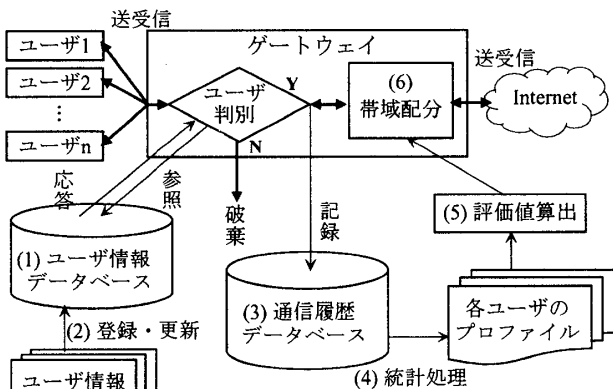 送受信
ユーザ1
ゲートウェイ
送受信
ユーザ2
ユーザ
判別
Y
(6)
帯域配分
Internet
⋮
ユーザn
N
応答
参照
破棄
記録
(5) 評価値算出
(1) ユーザ情報
データベース
(3) 通信履歴
データベース
各ユーザの
プロファイル
(2) 登録・更新
(4) 統計処理
ユーザ情報